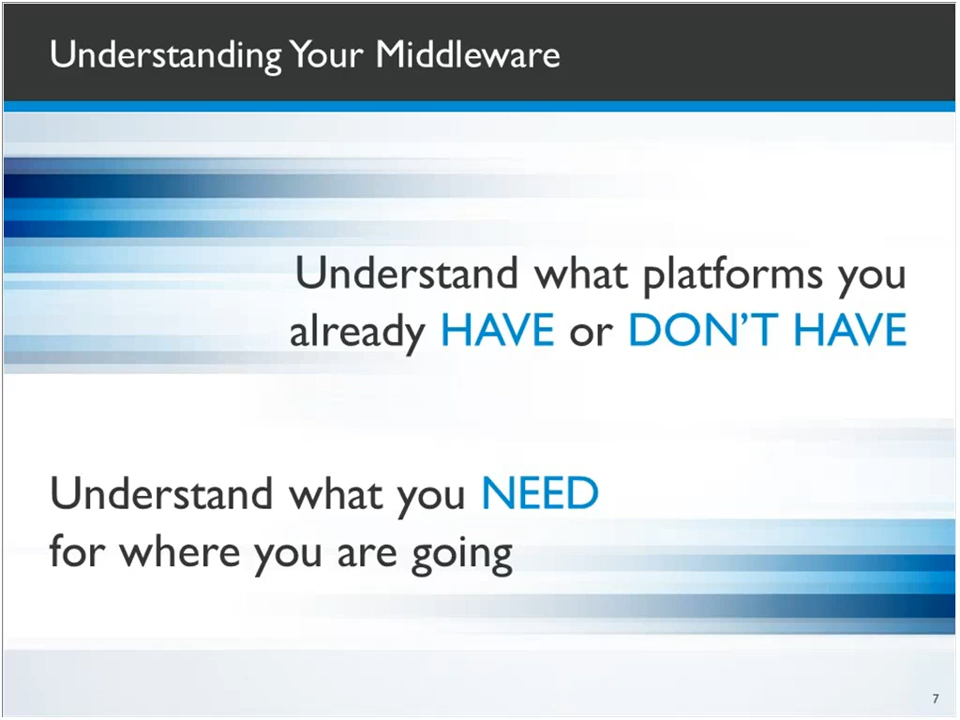 Understanding Your Middleware
Understand what platforms you
already HAVE or DON'T HAVE
Understand what you NEED
for where you are going
7